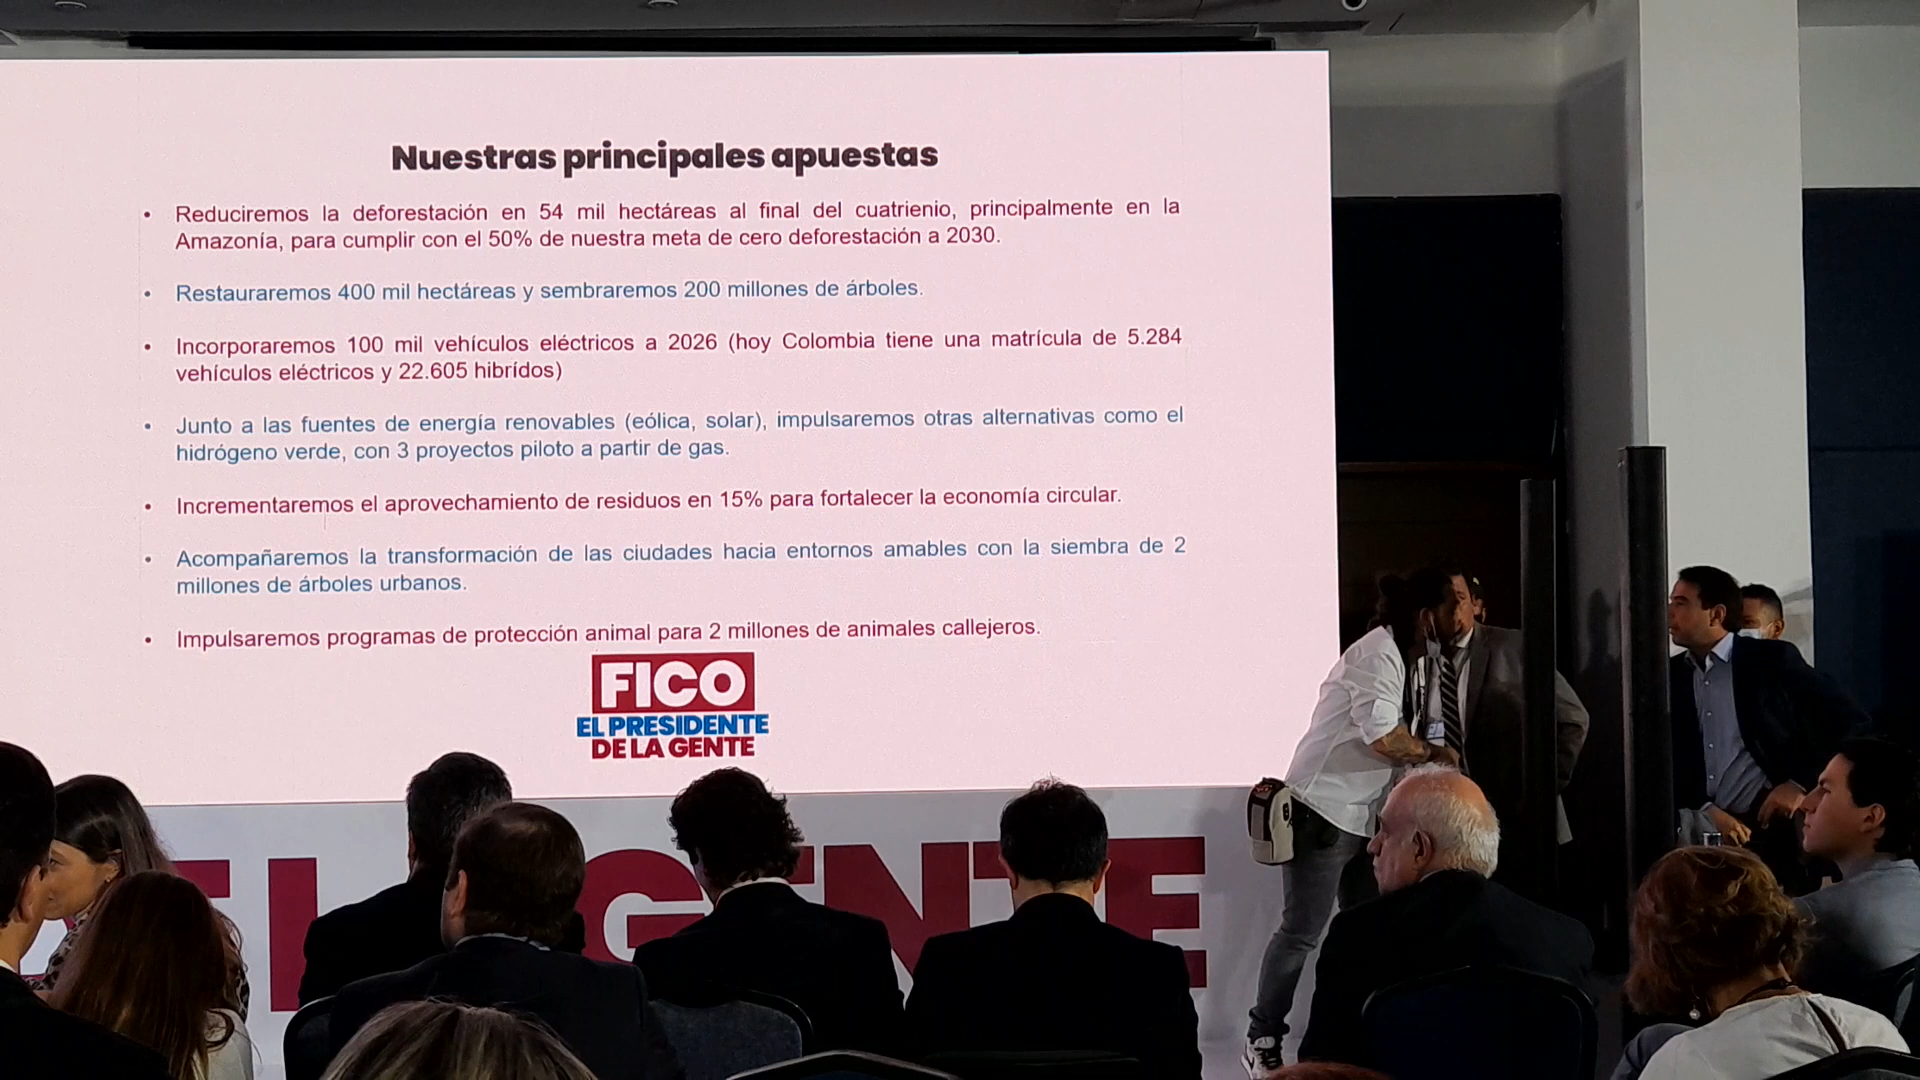 Nuestras principales apuestas
• Reduciremos la deforestación en 54 mil hectáreas al final del cuatrienio, principalmente en la
Amazonía, para cumplir con el 50% de nuestra meta de cero deforestación a 2030.
• Restauraremos 400 mil hectáreas y sembraremos 200 millones de árboles.
• Incorporaremos 100 mil vehículos eléctricos a 2026 (hoy Colombia tiene una matrícula de 5.284
vehículos eléctricos y 22.605 hibrídos)
• Junto a las fuentes de energía renovables (eólica, solar), impulsaremos otras alternativas como el
hidrógeno verde, con 3 proyectos piloto a partir de gas.
• Incrementaremos el aprovechamiento de residuos en 15% para fortalecer la economía circular.
• Acompañaremos la transformación de las ciudades hacia entornos amables con la siembra de 2
millones de árboles urbanos.
• Impulsaremos programas de protección animal para 2 millones de animales callejeros.
FICO
EL PRESIDENTE
DE LA GENTE
GENTE